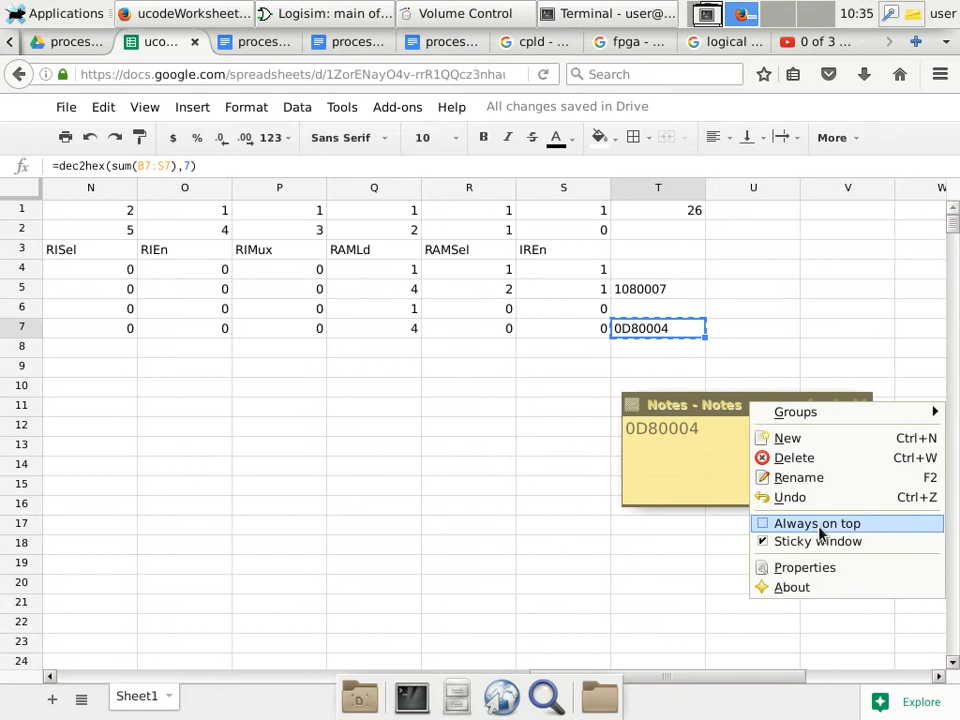 Applications ucodeWorksheet... Logisim: main of... Volume Control Terminal - user@... 10:35 user
proces... uco... proces... proces... proces... cpld - ... fpga - ... logical ... 0 of 3 ...
https://docs.google.com/spreadsheets/d/1ZorENayO4v-rrR1QQcz3nhau Search
File Edit View Insert Format Data Tools Add-ons Help All changes saved in Drive
$ % .0 .00 123 Sans Serif 10 B I S A More
fx =dec2hex(sum(B7:S7),7)
N O P Q R S T U V W
1 2 1 1 1 1 1 26
2 5 4 3 2 1 0
3 RISel RIEn RIMux RAMLd RAMSel IREn
4 0 0 0 1 1 1
5 0 0 0 4 2 1 1080007
6 0 0 0 1 0 0
7 0 0 0 4 0 0 0D80004
8
9
10
11 Notes - Notes
Groups
12 0D80004
New Ctrl+N
13
Delete Ctrl+W
14
Rename F2
15
Undo Ctrl+Z
16
17 Always on top
18 Sticky window
19 Properties
20 About
21
22
23
24
Sheet1 Explore